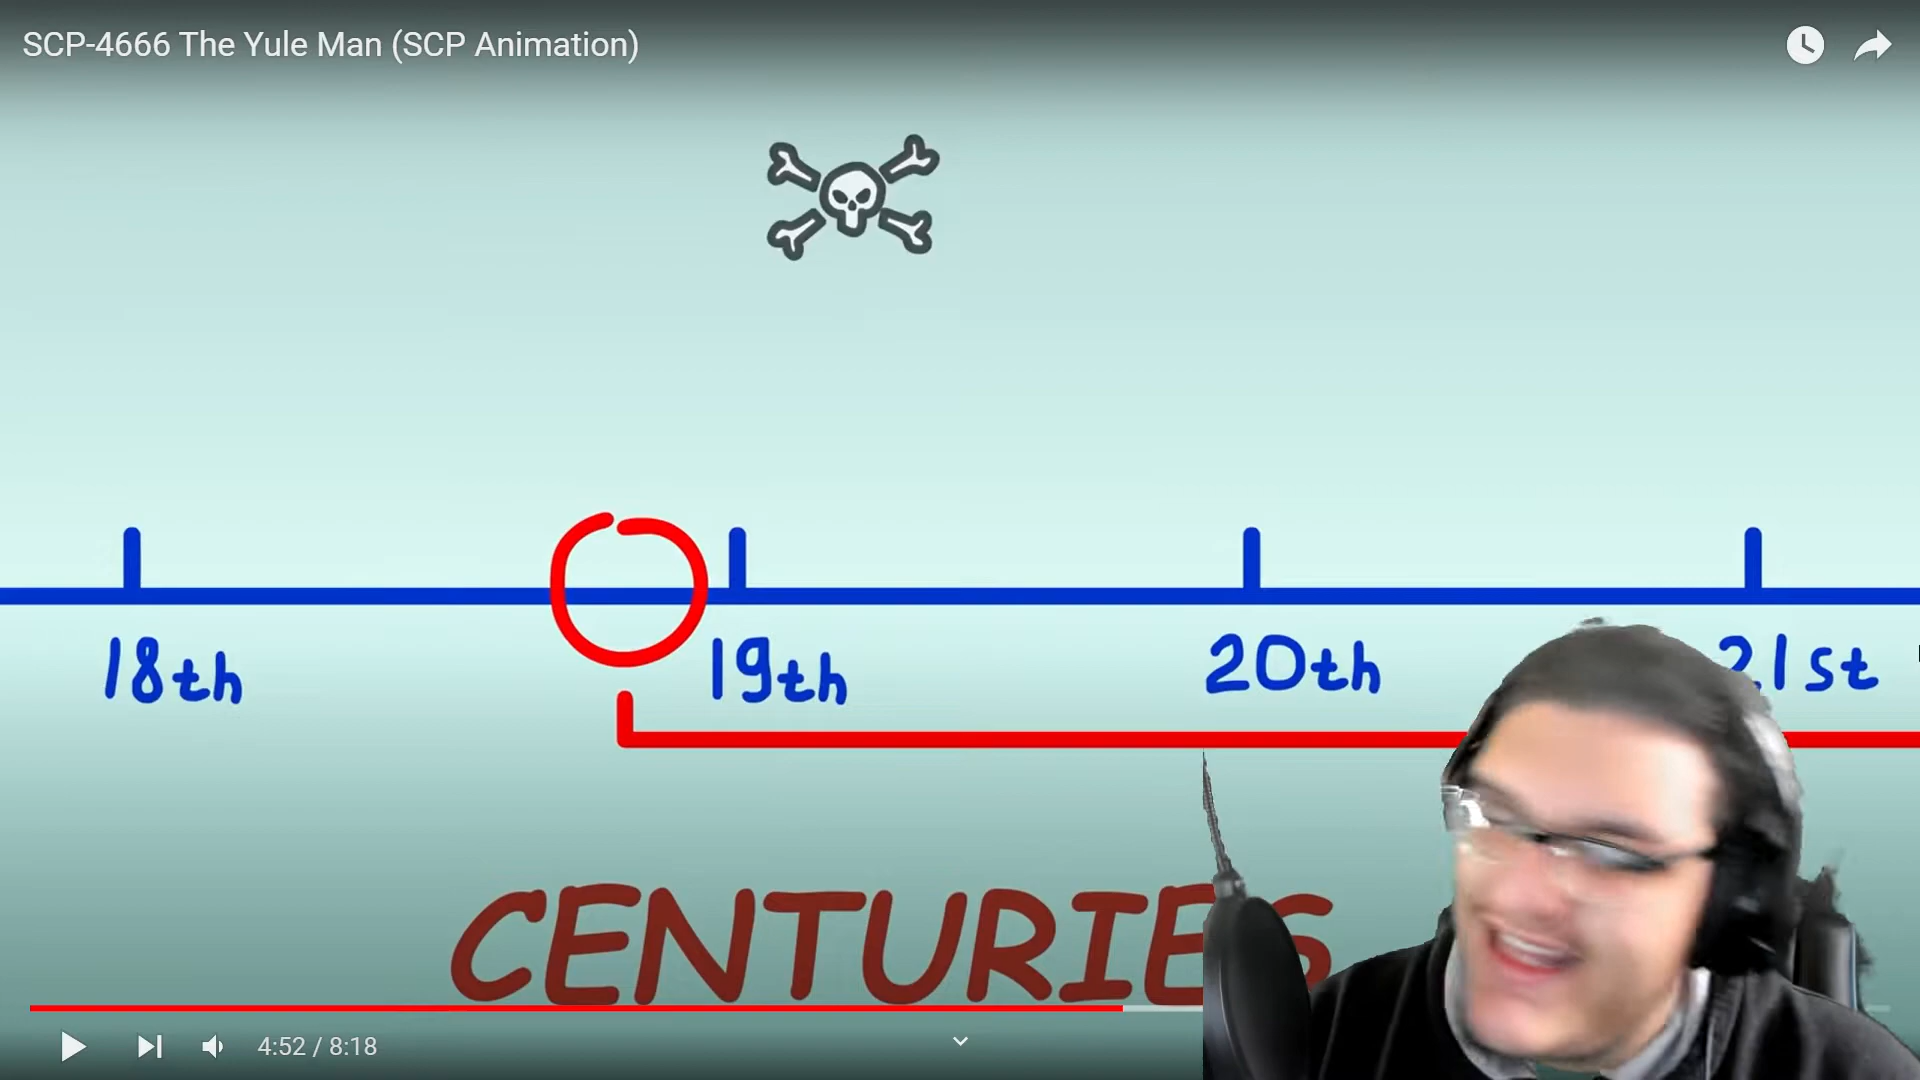 SCP-4666 The Yule Man (SCP Animation)
18th 19th 20th 21st
CENTURIES
4:52 / 8:18